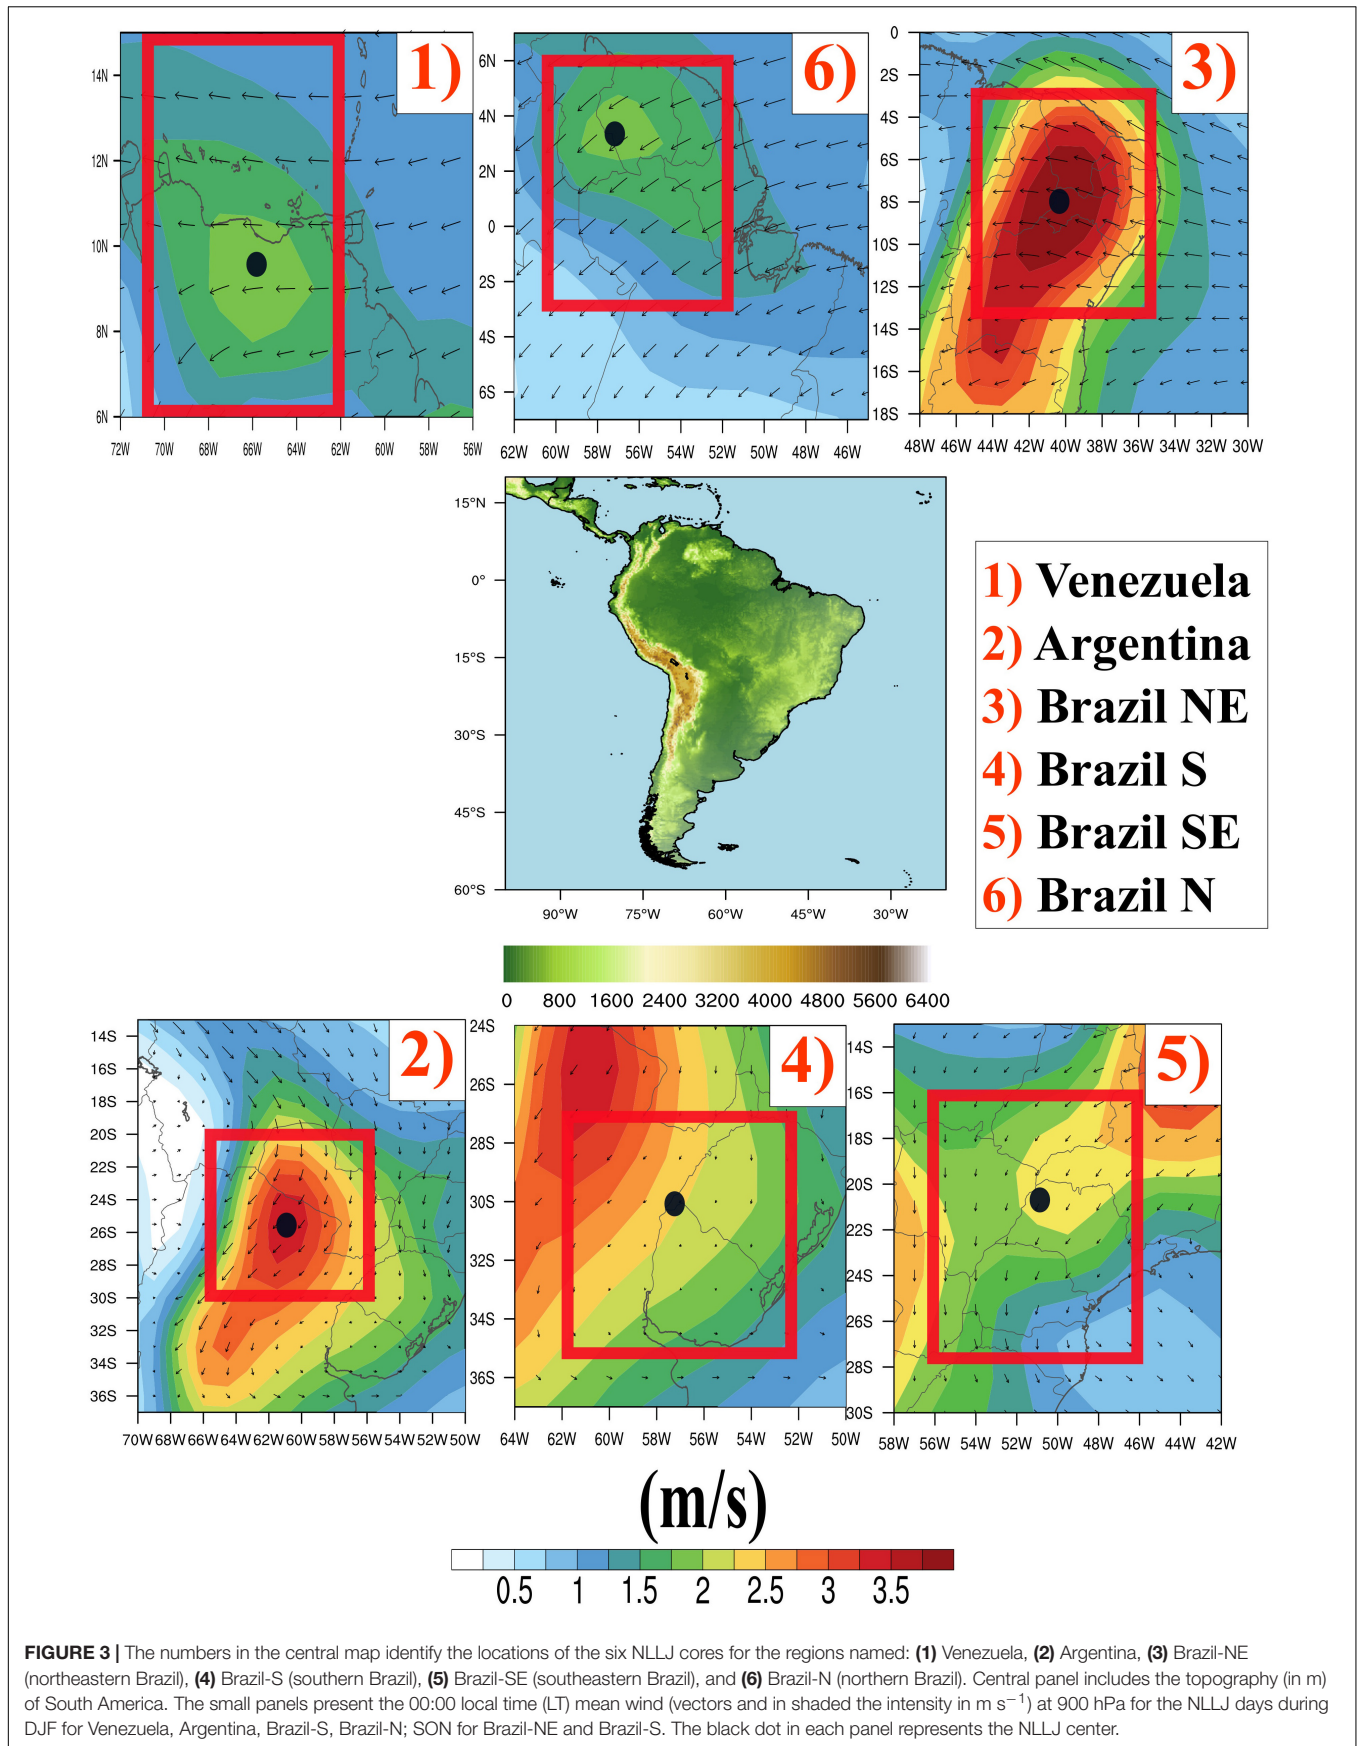 1)
14N
12N
10N
8N
6N
72W 70W 68W 66W 64W 62W 60W 58W 56W
6)
6N
4N
2N
0
2S
4S
6S
62W 60W 58W 56W 54W 52W 50W 48W 46W
3)
0
2S
4S
6S
8S
10S
12S
14S
16S
18S
48W 46W 44W 42W 40W 38W 36W 34W 32W 30W
15°N
0°
15°S
30°S
45°S
60°S
90°W 75°W 60°W 45°W 30°W
0 800 1600 2400 3200 4000 4800 5600 6400
1) Venezuela
2) Argentina
3) Brazil NE
4) Brazil S
5) Brazil SE
6) Brazil N
2)
14S
16S
18S
20S
22S
24S
26S
28S
30S
32S
34S
36S
70W 68W 66W 64W 62W 60W 58W 56W 54W 52W 50W
4)
24S
26S
28S
30S
32S
34S
36S
64W 62W 60W 58W 56W 54W 52W 50W
5)
14S
16S
18S
20S
22S
24S
26S
28S
30S
58W 56W 54W 52W 50W 48W 46W 44W 42W
(m/s)
0.5 1 1.5 2 2.5 3 3.5
FIGURE 3 | The numbers in the central map identify the locations of the six NLLJ cores for the regions named: (1) Venezuela, (2) Argentina, (3) Brazil-NE
(northeastern Brazil), (4) Brazil-S (southern Brazil), (5) Brazil-SE (southeastern Brazil), and (6) Brazil-N (northern Brazil). Central panel includes the topography (in m)
of South America. The small panels present the 00:00 local time (LT) mean wind (vectors and in shaded the intensity in m s−1) at 900 hPa for the NLLJ days during
DJF for Venezuela, Argentina, Brazil-S, Brazil-N; SON for Brazil-NE and Brazil-S. The black dot in each panel represents the NLLJ center.